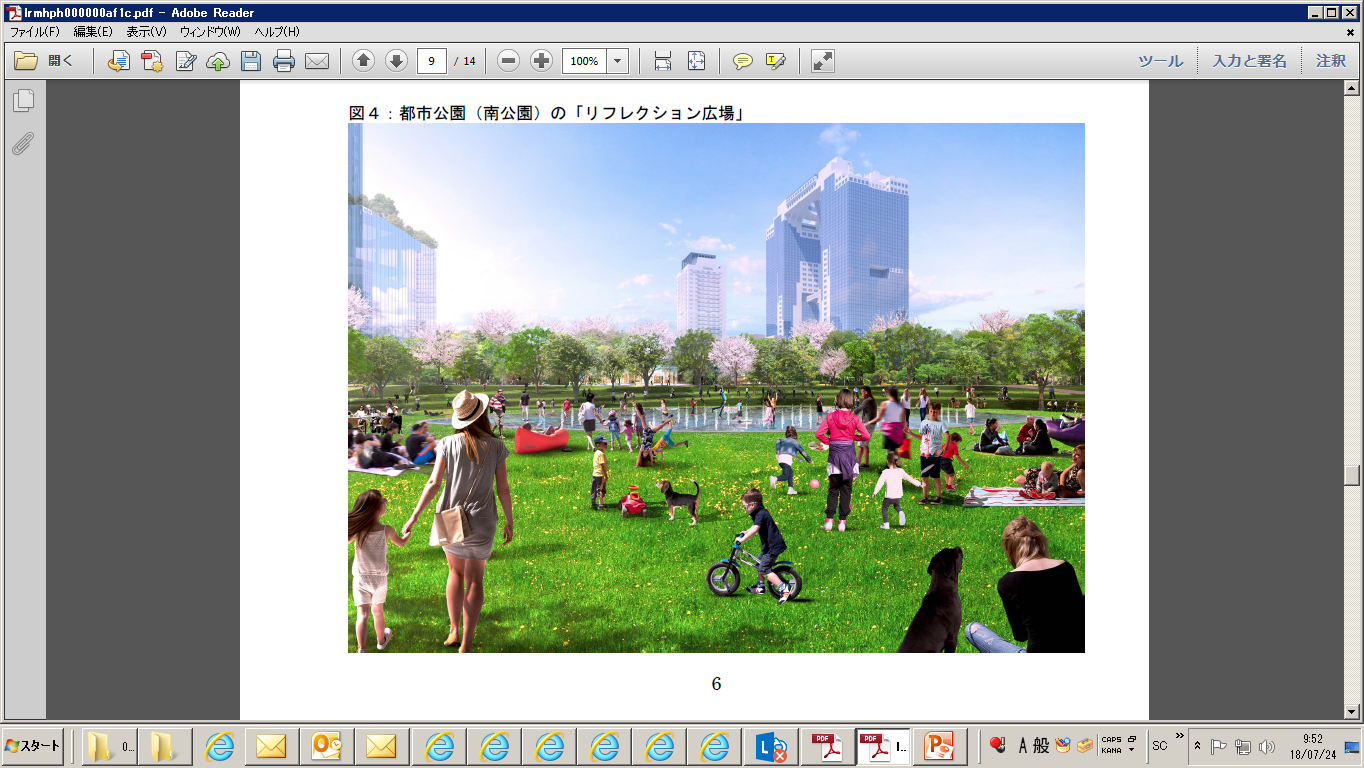 lrmhph000000af1c.pdf - Adobe Reader
ファイル(F) 編集(E) 表示(V) ウィンドウ(W) ヘルプ(H)
開く 9 / 14 100% ツール 入力と署名 注釈
図４：都市公園（南公園）の「リフレクション広場」
6
スタート 0... PDF PDF l... A 般 CAPS KANA SC 9:52
18/07/24